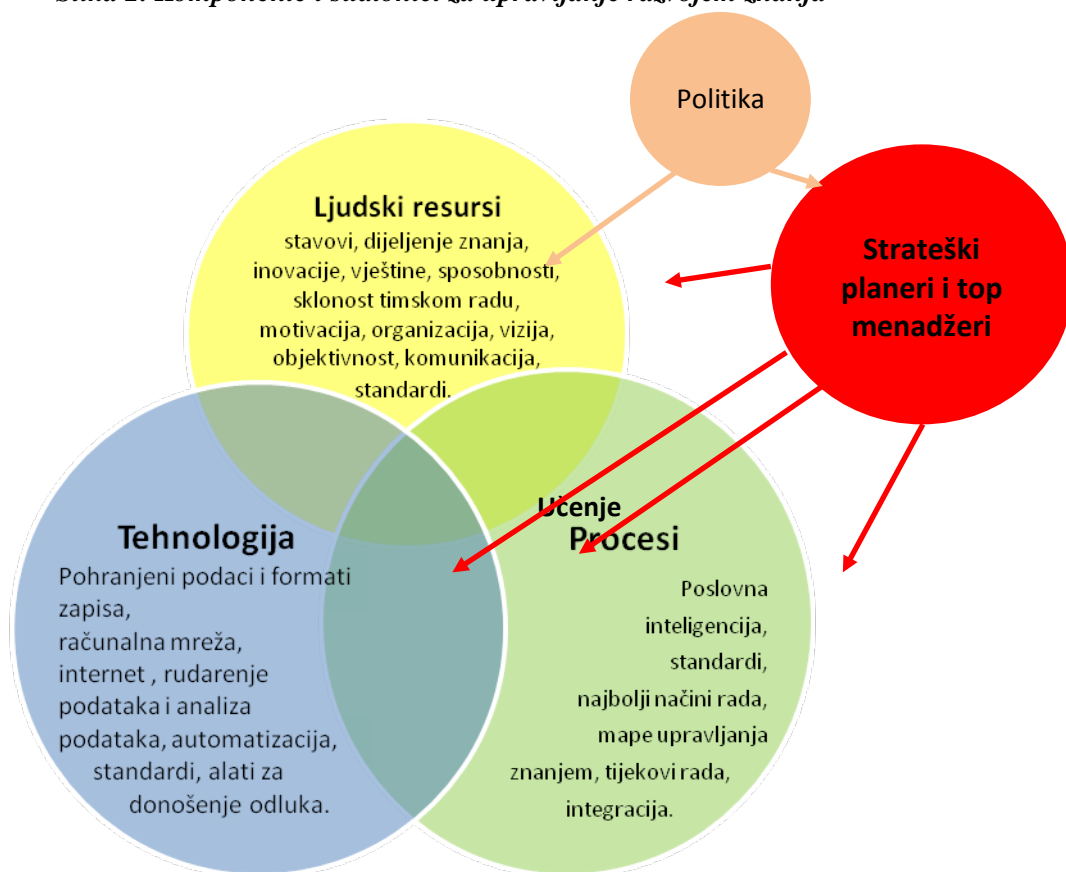 Politika
Strateški
planeri i top
menadžeri
Ljudski resursi
stavovi, dijeljenje znanja,
inovacije, vještine, sposobnosti,
sklonost timskom radu,
motivacija, organizacija, vizija,
objektivnost, komunikacija,
standardi.
Učenje
Tehnologija
Pohranjeni podaci i formati
zapisa,
računalna mreža,
internet , rudarenje
podataka i analiza
podataka, automatizacija,
standardi, alati za
donošenje odluka.
Procesi
Poslovna
inteligencija,
standardi,
najbolji načini rada,
mape upravljanja
znanjem, tijekovi rada,
integracija.